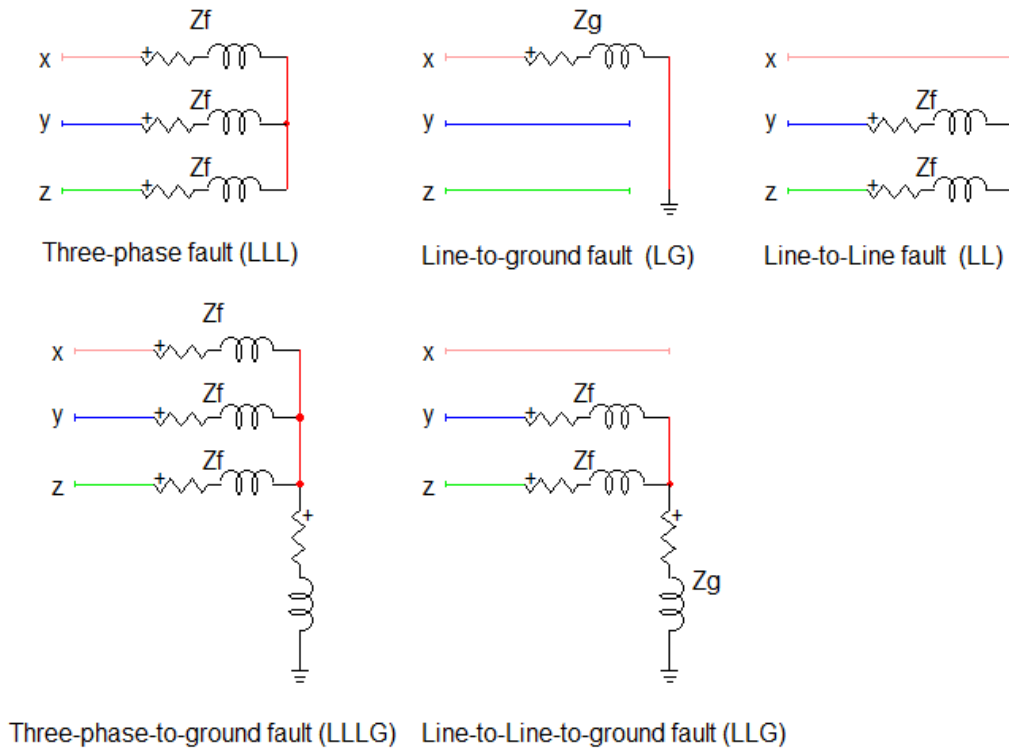 Zf
x +
Zf
y +
Zf
z +
Three-phase fault (LLL)
Zg
x +
y
z
Line-to-ground fault (LG)
x
Zf
y +
Zf
z +
Line-to-Line fault (LL)
Zf
x +
Zf
y +
Zf
z +
+
Three-phase-to-ground fault (LLLG)
x
Zf
y +
Zf
z +
+
Zg
Line-to-Line-to-ground fault (LLG)